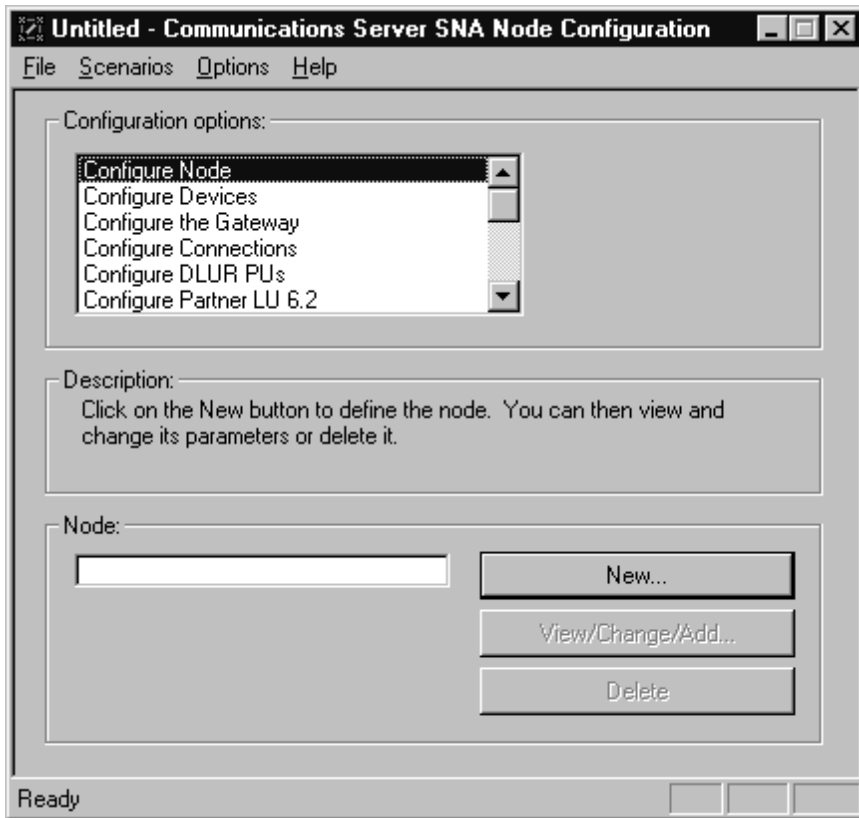 Untitled - Communications Server SNA Node Configuration
File Scenarios Options Help
Configuration options:
Configure Node
Configure Devices
Configure the Gateway
Configure Connections
Configure DLUR PUs
Configure Partner LU 6.2
Description:
Click on the New button to define the node. You can then view and
change its parameters or delete it.
Node:
New...
View/Change/Add...
Delete
Ready